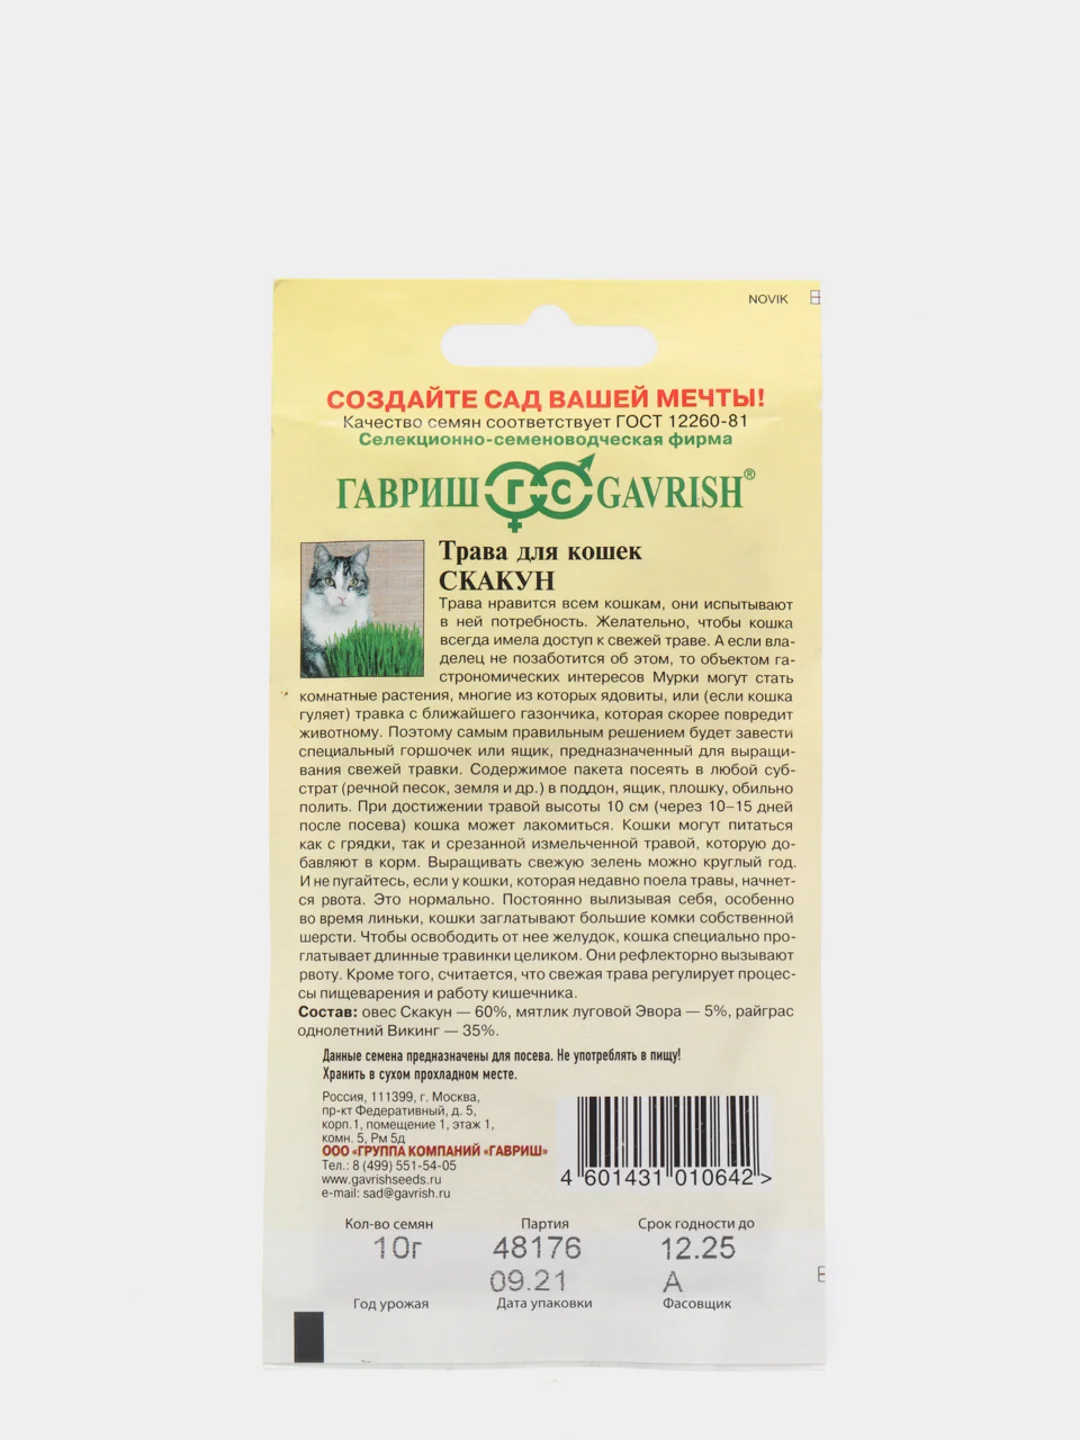 NOVIK
СОЗДАЙТЕ САД ВАШЕЙ МЕЧТЫ!
Качество семян соответствует ГОСТ 12260-81
Селекционно-семеноводческая фирма
ГАВРИШ ГС GAVRISH®
Трава для кошек
СКАКУН
Трава нравится всем кошкам, они испытывают
в ней потребность. Желательно, чтобы кошка
всегда имела доступ к свежей траве. А если вла-
делец не позаботится об этом, то объектом га-
строномических интересов Мурки могут стать
комнатные растения, многие из которых ядовиты, или (если кошка
гуляет) травка с ближайшего газончика, которая скорее повредит
животному. Поэтому самым правильным решением будет завести
специальный горшочек или ящик, предназначенный для выращи-
вания свежей травки. Содержимое пакета посеять в любой суб-
страт (речной песок, земля и др.) в поддон, ящик, плошку, обильно
полить. При достижении травой высоты 10 см (через 10–15 дней
после посева) кошка может лакомиться. Кошки могут питаться
как с грядки, так и срезанной измельченной травой, которую до-
бавляют в корм. Выращивать свежую зелень можно круглый год.
И не пугайтесь, если у кошки, которая недавно поела травы, начнет-
ся рвота. Это нормально. Постоянно вылизывая себя, особенно
во время линьки, кошки заглатывают большие комки собственной
шерсти. Чтобы освободить от нее желудок, кошка специально про-
глатывает длинные травинки целиком. Они рефлекторно вызывают
рвоту. Кроме того, считается, что свежая трава регулирует процес-
сы пищеварения и работу кишечника.
Состав: овес Скакун — 60%, мятлик луговой Эвора — 5%, райграс
однолетний Викинг — 35%.
Данные семена предназначены для посева. Не употреблять в пищу!
Хранить в сухом прохладном месте.
Россия, 111399, г. Москва,
пр-кт Федеративный, д. 5,
корп.1, помещение 1, этаж 1,
комн. 5, Рм 5д
ООО «ГРУППА КОМПАНИЙ «ГАВРИШ»
Тел.: 8 (499) 551-54-05
www.gavrishseeds.ru
e-mail: sad@gavrish.ru
4 601431 010642 >
Кол-во семян Партия Срок годности до
10г 48176 12.25
09.21 А
Год урожая Дата упаковки Фасовщик